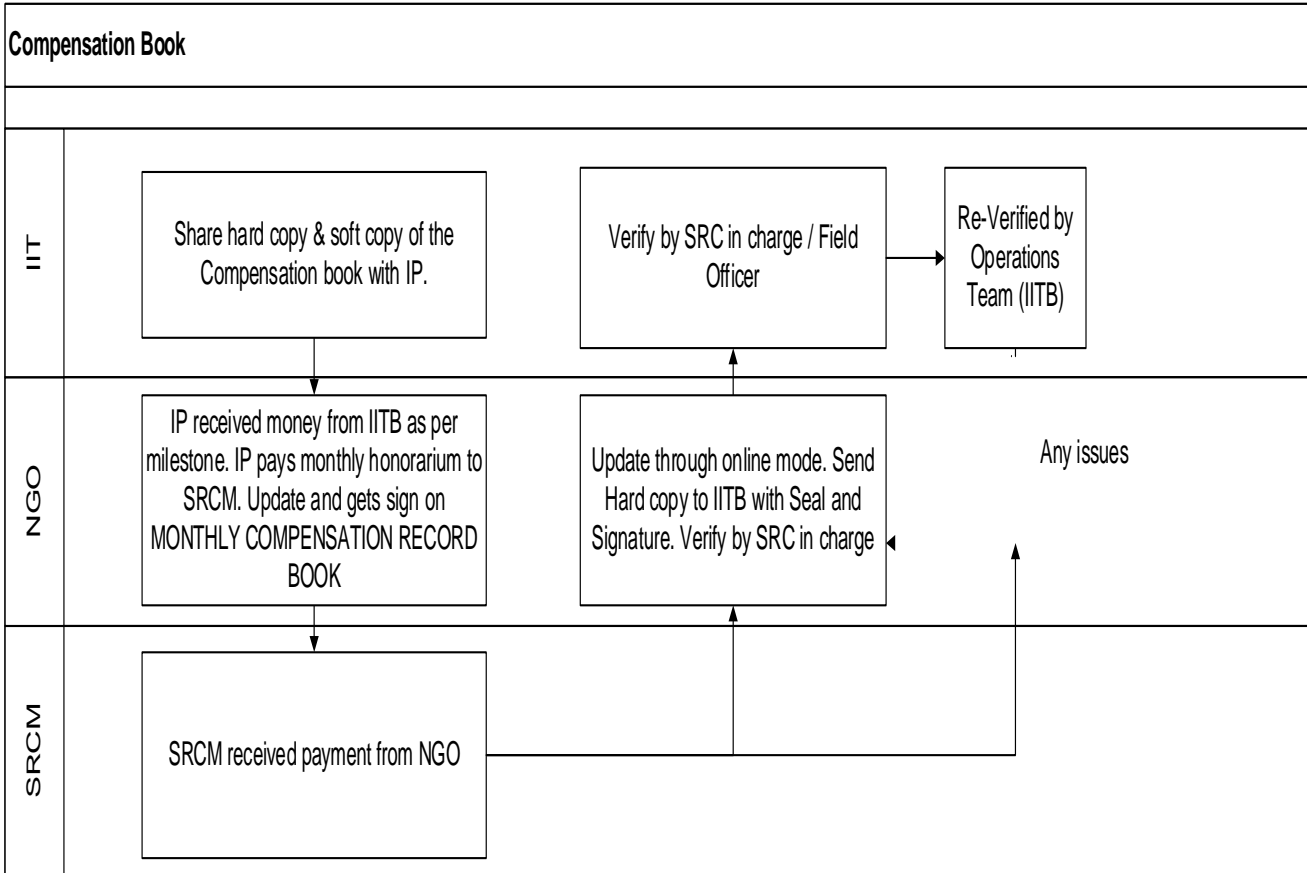 Compensation Book
IIT
Share hard copy & soft copy of the
Compensation book with IP.
Verify by SRC in charge / Field
Officer
Re-Verified by
Operations
Team (IITB)
NGO
IP received money from IITB as per
milestone. IP pays monthly honorarium to
SRCM. Update and gets sign on
MONTHLY COMPENSATION RECORD
BOOK
Update through online mode. Send
Hard copy to IITB with Seal and
Signature. Verify by SRC in charge
Any issues
SRCM
SRCM received payment from NGO